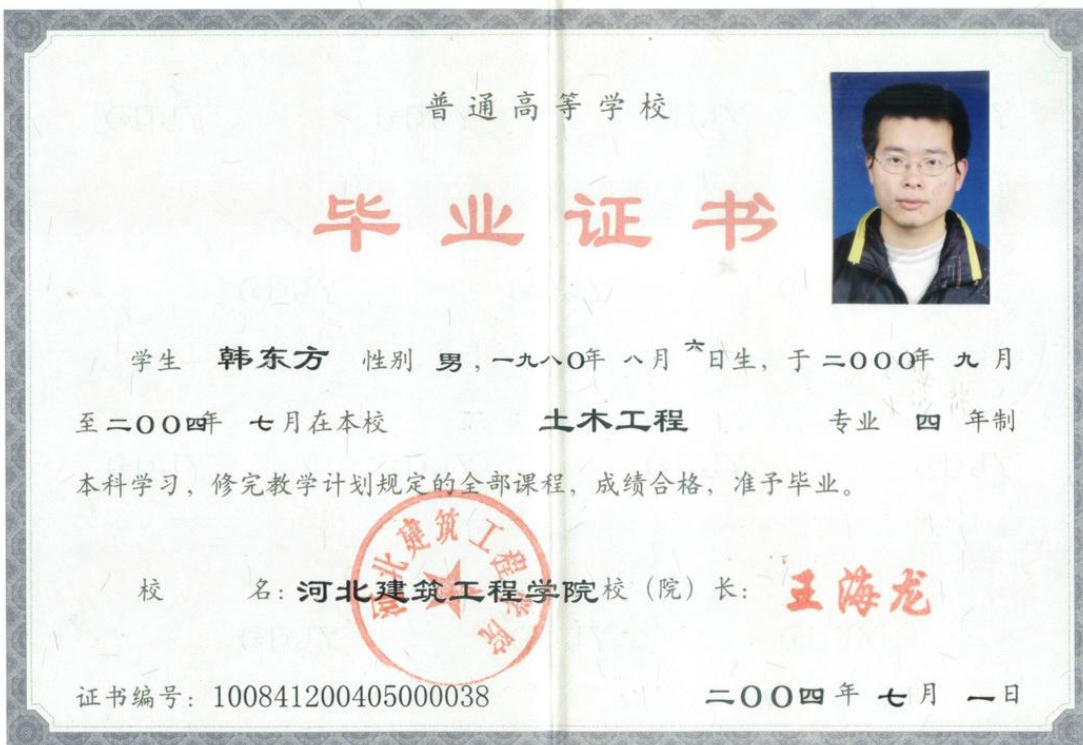 普通高等学校
毕业证书
学生 韩东方 性别 男,一九八〇年 八月 六日生,于 二〇〇〇年 九月
至二〇〇四年 七月在本校 土木工程 专业 四 年制
本科学习,修完教学计划规定的全部课程,成绩合格,准予毕业。
校 名:河北建筑工程学院校(院)长:王海龙
河北建筑工程学院
证书编号:100841200405000038 二〇〇四年 七月 一日